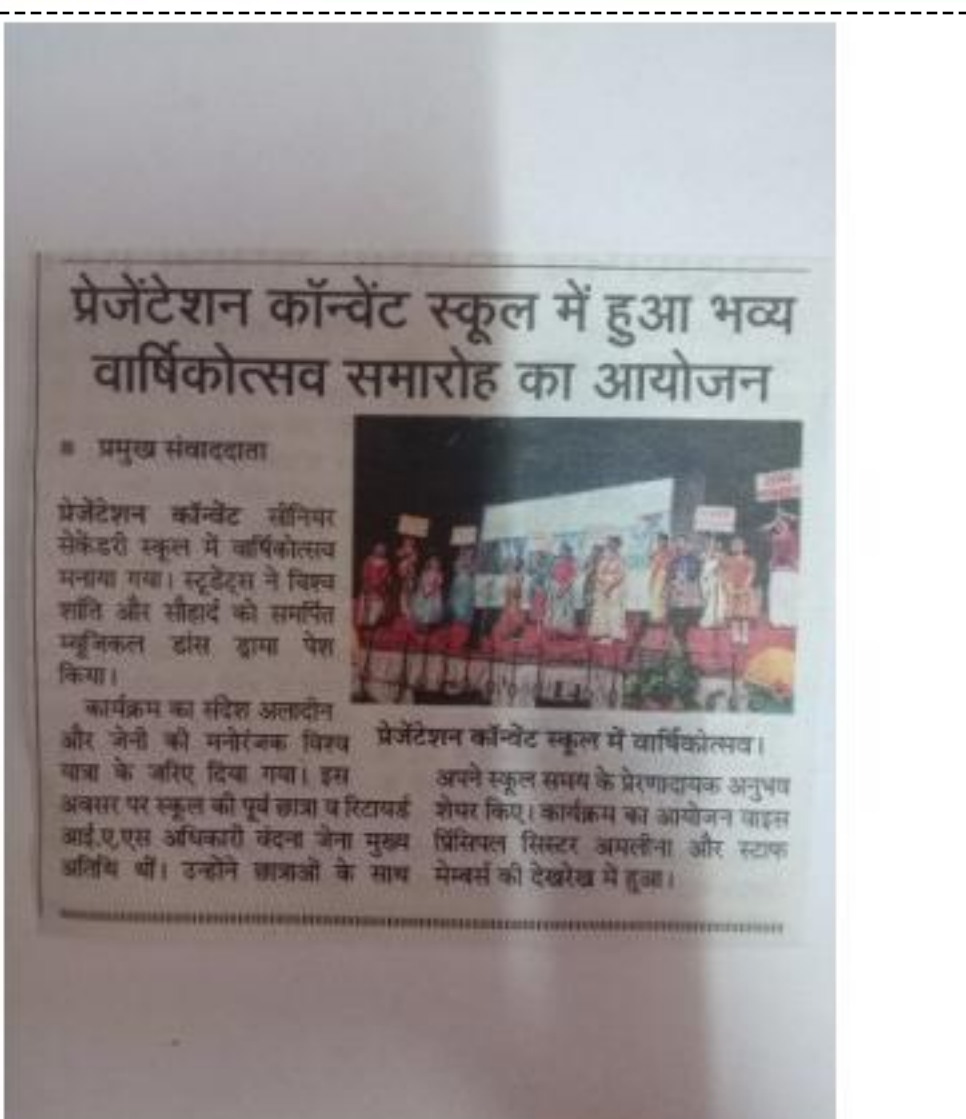 प्रेजेंटेशन कॉन्वेंट स्कूल में हुआ भव्य
वार्षिकोत्सव समारोह का आयोजन
■ प्रमुख संवाददाता
प्रेजेंटेशन कॉन्वेंट सीनियर
सेकेंडरी स्कूल में वार्षिकोत्सव
मनाया गया। स्टूडेंट्स ने विश्व
शांति और सौहार्द को समर्पित
म्यूजिकल डांस ड्रामा पेश
किया।
कार्यक्रम का संदेश अलादीन
और जेनी की मनोरंजक विश्व
यात्रा के जरिए दिया गया। इस
अवसर पर स्कूल की पूर्व छात्रा व रिटायर्ड
आई.ए.एस अधिकारी वंदना जेना मुख्य
अतिथि थीं। उन्होंने छात्राओं के साथ
प्रेजेंटेशन कॉन्वेंट स्कूल में वार्षिकोत्सव।
अपने स्कूल समय के प्रेरणादायक अनुभव
शेयर किए। कार्यक्रम का आयोजन वाइस
प्रिंसिपल सिस्टर अमलीना और स्टाफ
मेम्बर्स की देखरेख में हुआ।